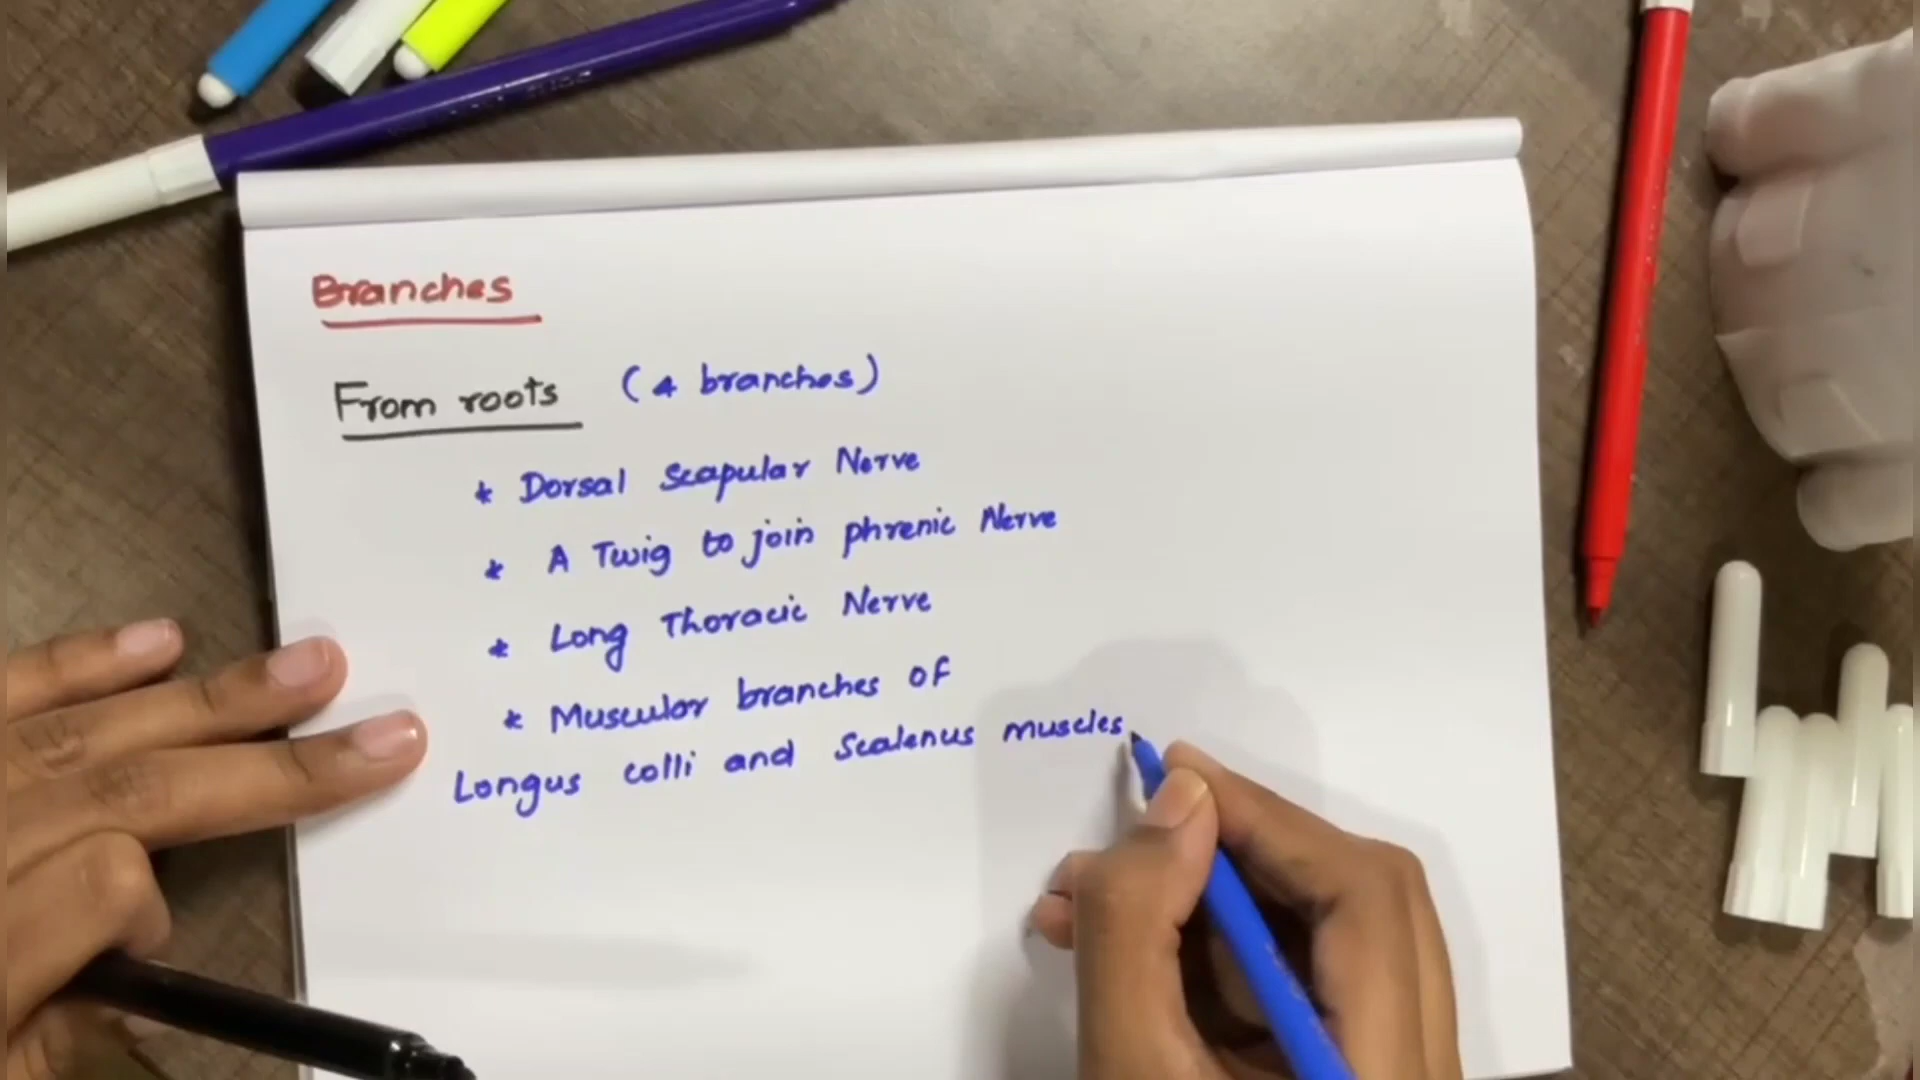 Branches
From roots (4 branches)
* Dorsal Scapular Nerve
* A Twig to join phrenic Nerve
* Long Thoracic Nerve
* Muscular branches of
Longus colli and Scalenus muscles